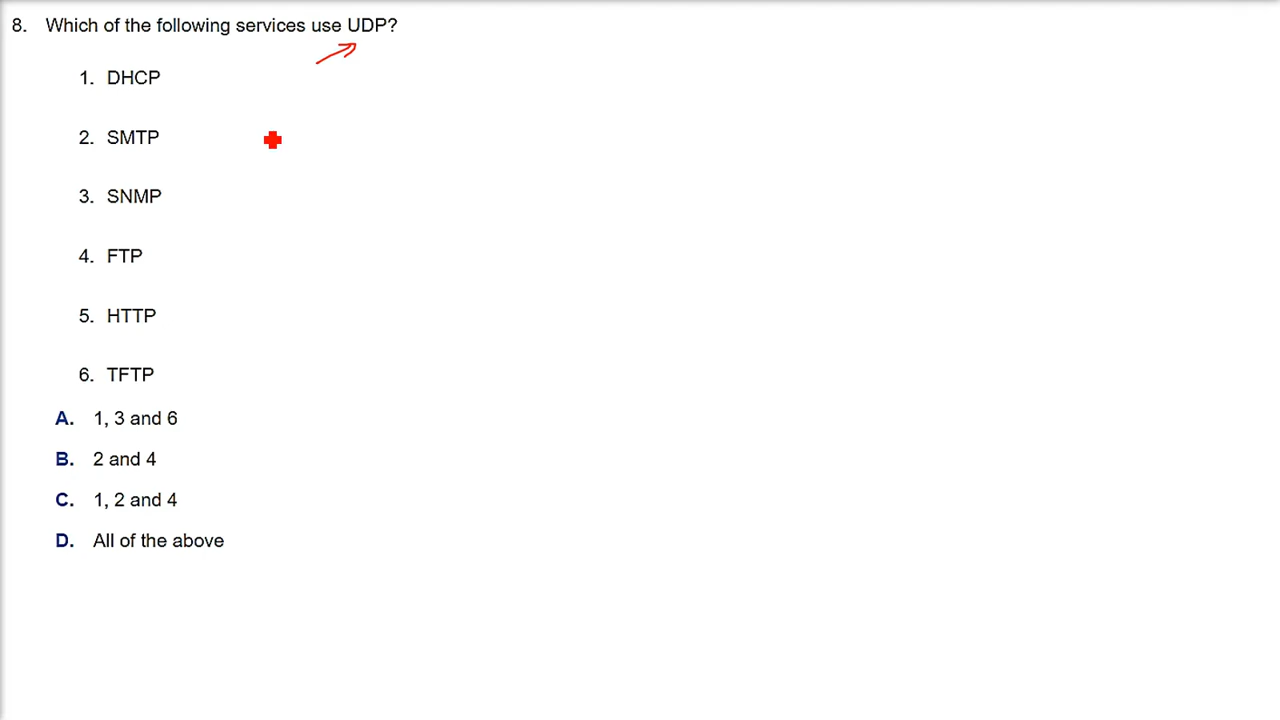 8. Which of the following services use UDP?
1. DHCP
2. SMTP
3. SNMP
4. FTP
5. HTTP
6. TFTP
A. 1, 3 and 6
B. 2 and 4
C. 1, 2 and 4
D. All of the above